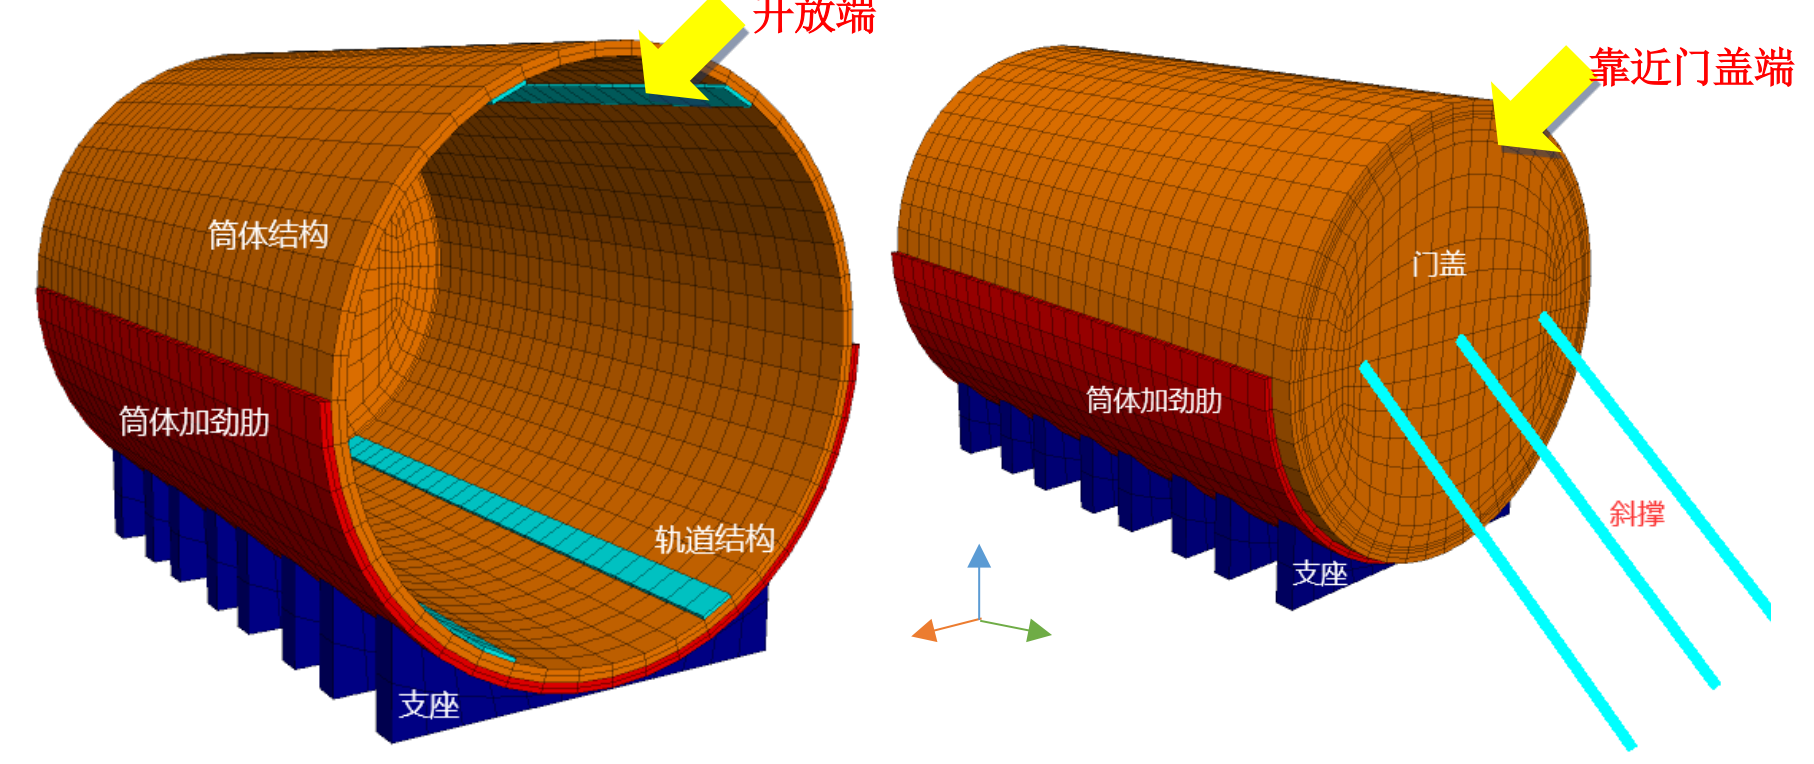 开放端
筒体结构
筒体加劲肋
轨道结构
支座
靠近门盖端
门盖
筒体加劲肋
斜撑
支座